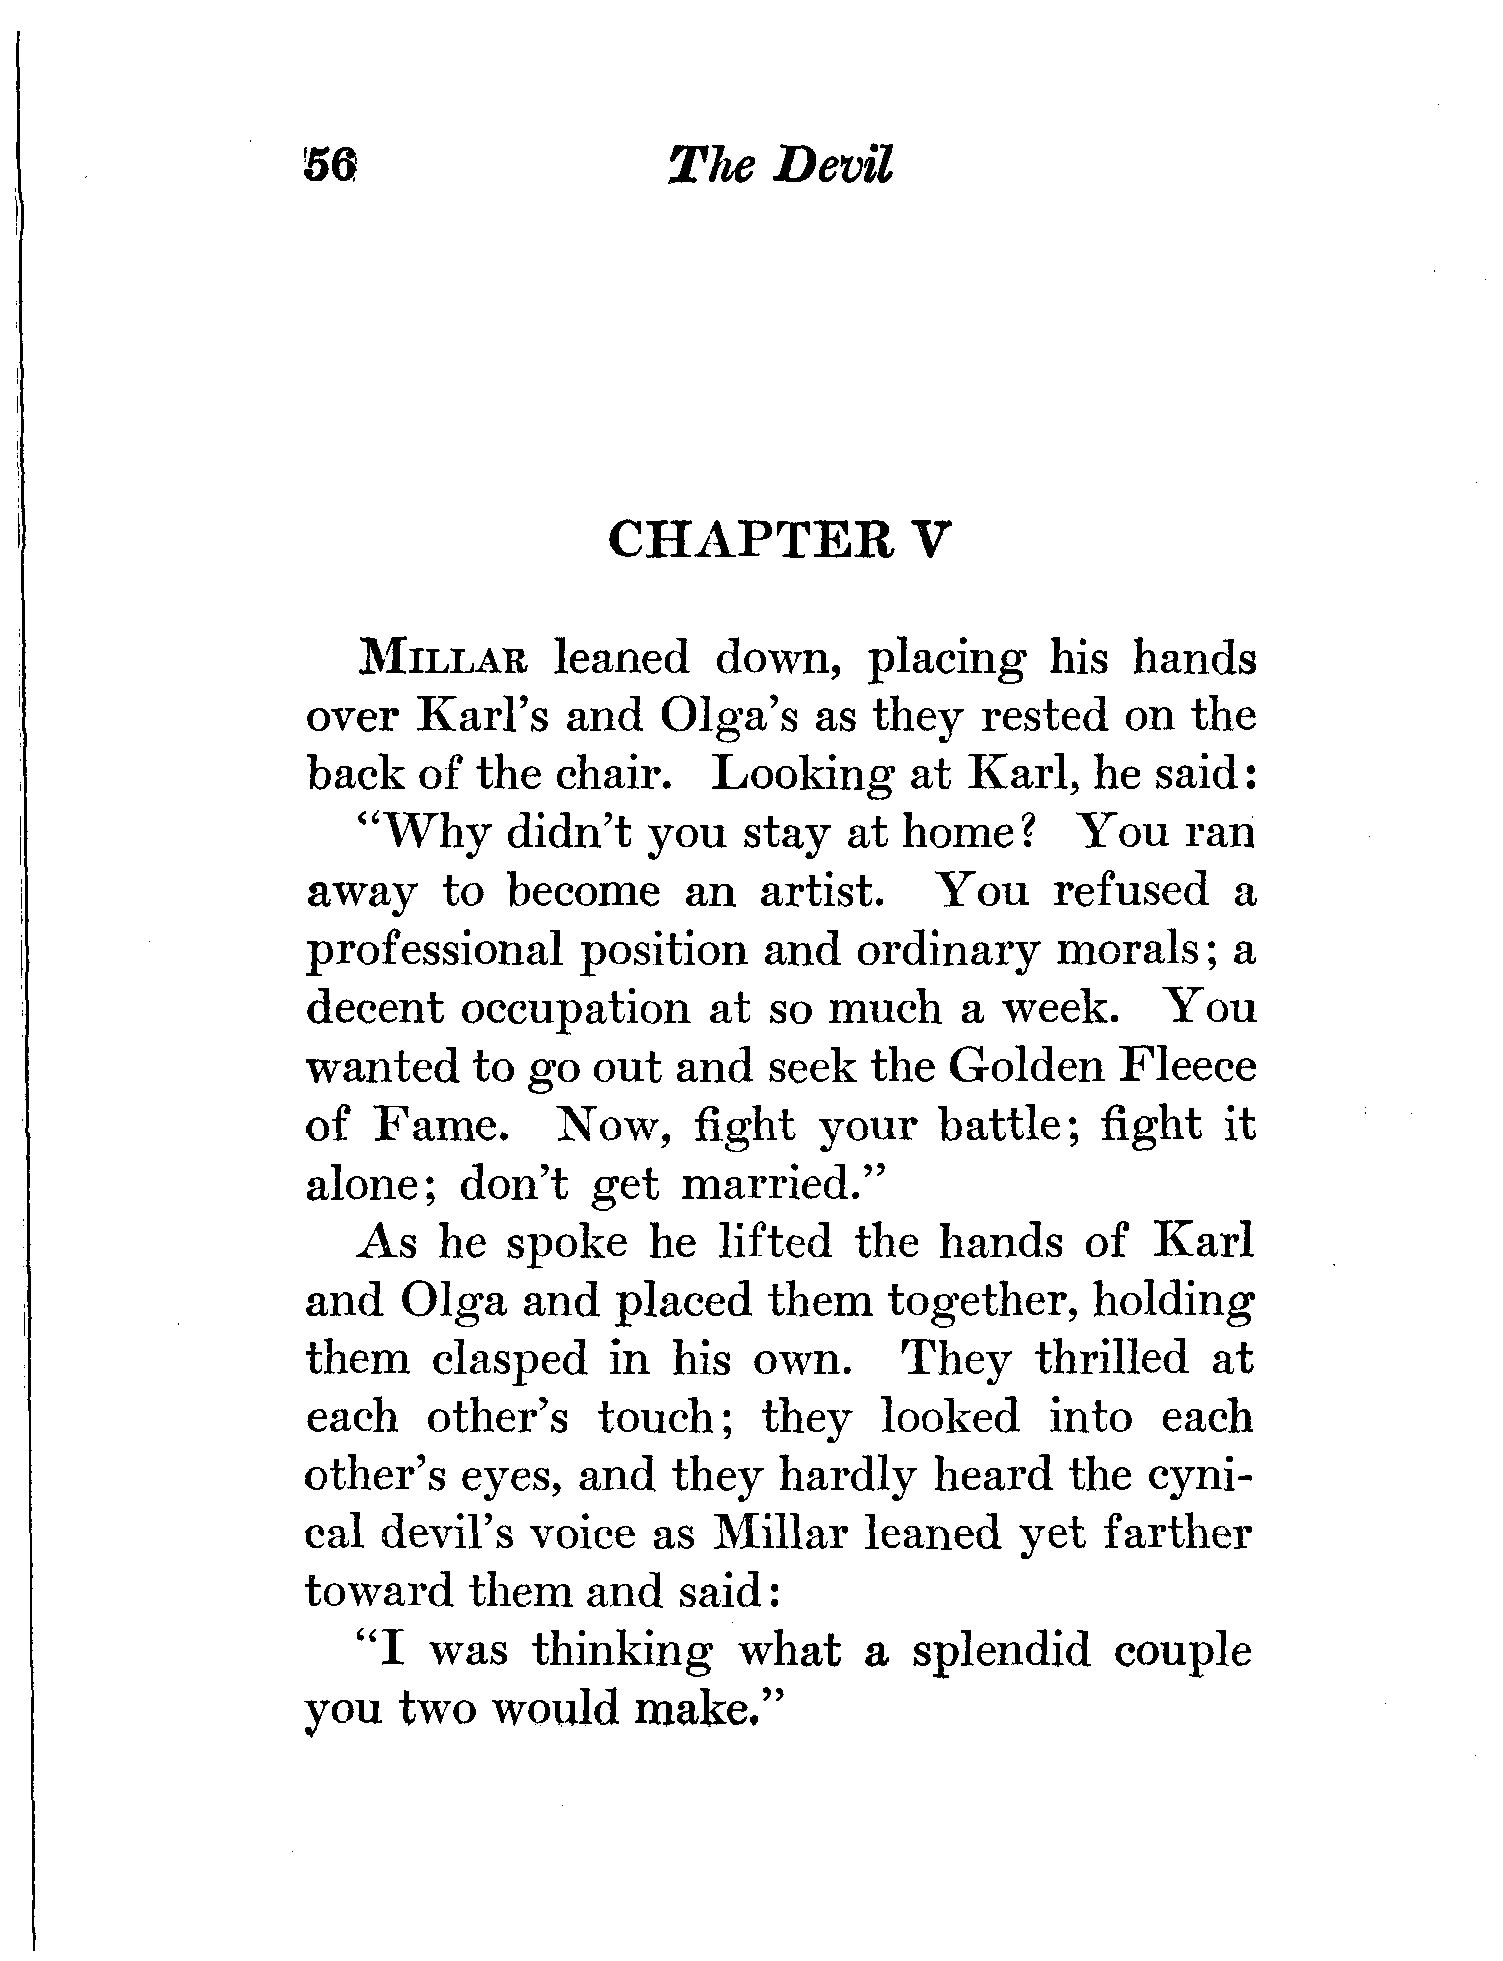 56 The Devil
CHAPTER V
MILLAR leaned down, placing his hands
over Karl's and Olga's as they rested on the
back of the chair. Looking at Karl, he said:
"Why didn't you stay at home? You ran
away to become an artist. You refused a
professional position and ordinary morals; a
decent occupation at so much a week. You
wanted to go out and seek the Golden Fleece
of Fame. Now, fight your battle; fight it
alone; don't get married."
As he spoke he lifted the hands of Karl
and Olga and placed them together, holding
them clasped in his own. They thrilled at
each other's touch; they looked into each
other's eyes, and they hardly heard the cyni-
cal devil's voice as Millar leaned yet farther
toward them and said:
"I was thinking what a splendid couple
you two would make."